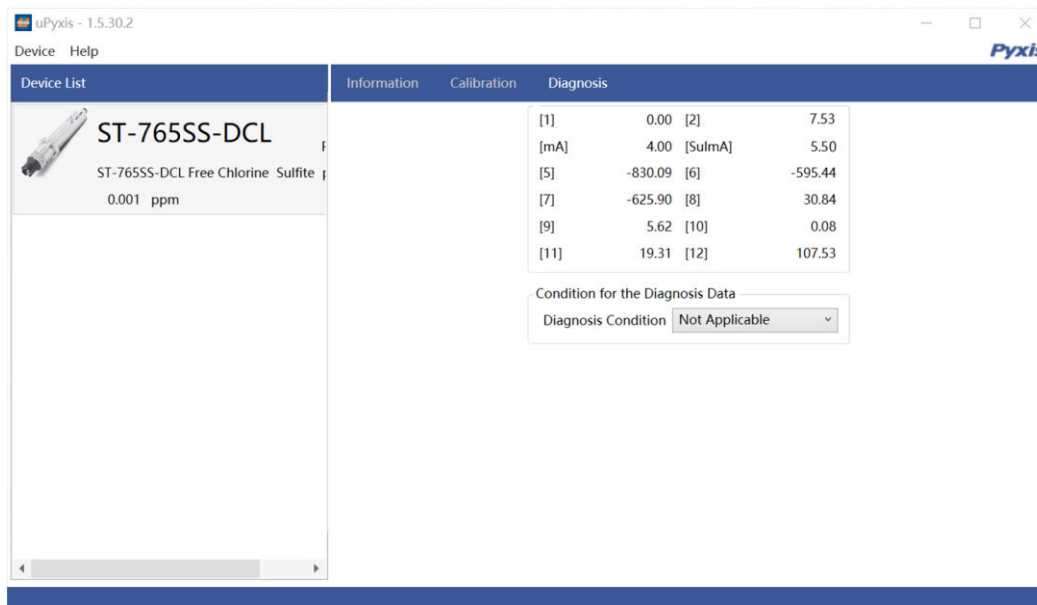 uPyxis - 1.5.30.2
Device Help
Pyxis
Device List
Information Calibration Diagnosis
ST-765SS-DCL
ST-765SS-DCL Free Chlorine Sulfite
0.001 ppm
[1] 0.00 [2] 7.53
[mA] 4.00 [SulmA] 5.50
[5] -830.09 [6] -595.44
[7] -625.90 [8] 30.84
[9] 5.62 [10] 0.08
[11] 19.31 [12] 107.53
Condition for the Diagnosis Data
Diagnosis Condition Not Applicable